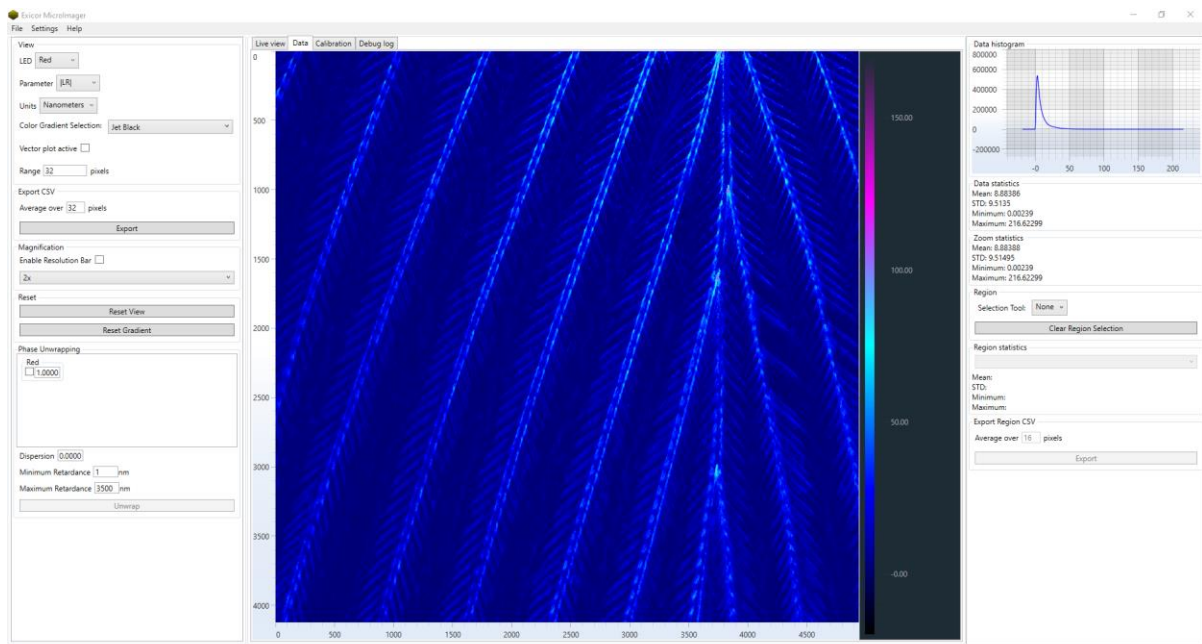 Exicor MicroImager
File Settings Help
View
LED Red
Parameter |LR|
Units Nanometers
Color Gradient Selection: Jet Black
Vector plot active
Range 32 pixels
Export CSV
Average over 32 pixels
Export
Magnification
Enable Resolution Bar
2x
Reset
Reset View
Reset Gradient
Phase Unwrapping
Red
1.0000
Dispersion 0.0000
Minimum Retardance 1 nm
Maximum Retardance 3500 nm
Unwrap
Live view Data Calibration Debug log
0
500
1000
1500
2000
2500
3000
3500
4000
0 500 1000 1500 2000 2500 3000 3500 4000 4500
150.00
100.00
50.00
-0.00
Data histogram
800000
600000
400000
200000
0
-200000
-0 50 100 150 200
Data statistics
Mean: 8.88386
STD: 9.5135
Minimum: 0.00239
Maximum: 216.62299
Zoom statistics
Mean: 8.88388
STD: 9.51495
Minimum: 0.00239
Maximum: 216.62299
Region
Selection Tool: None
Clear Region Selection
Region statistics
Mean:
STD:
Minimum:
Maximum:
Export Region CSV
Average over 16 pixels
Export